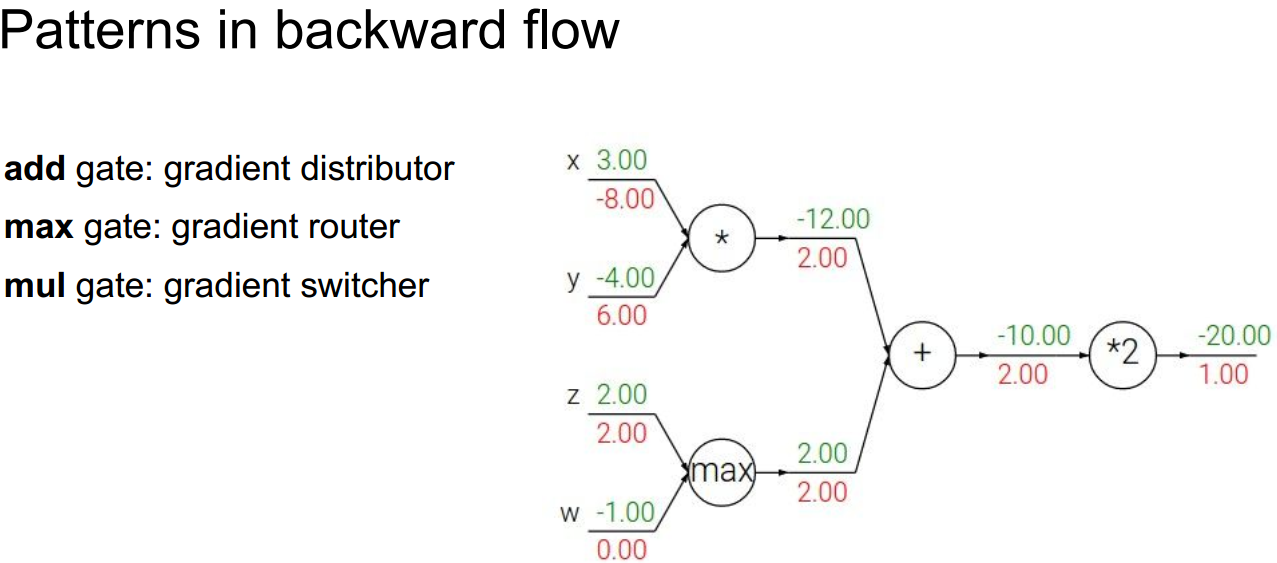 Patterns in backward flow
add gate: gradient distributor
max gate: gradient router
mul gate: gradient switcher
x 3.00
-8.00
y -4.00
6.00
*
-12.00
2.00
z 2.00
2.00
w -1.00
0.00
max
2.00
2.00
+
-10.00
2.00
*2
-20.00
1.00